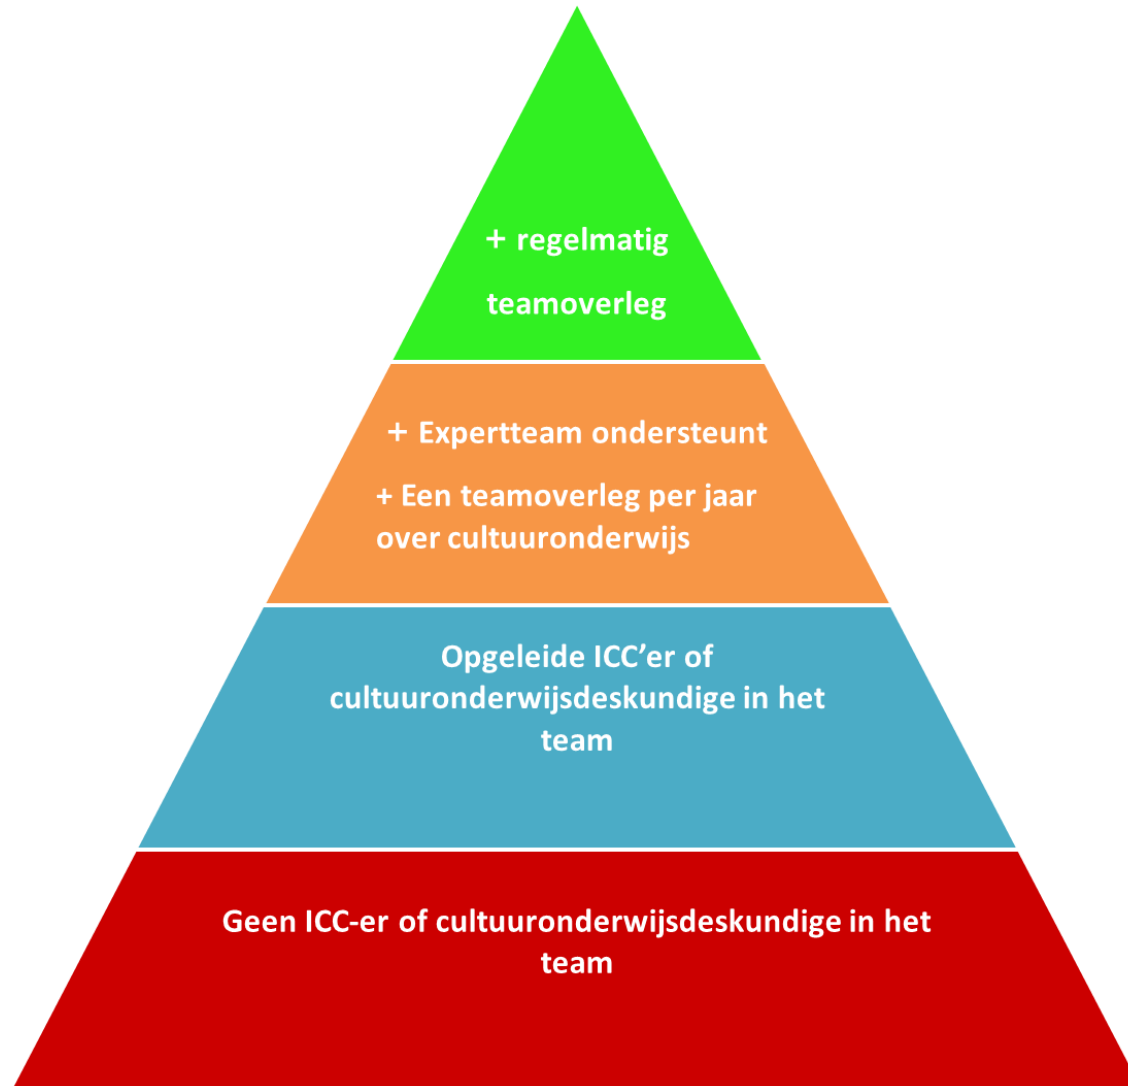 + regelmatig
teamoverleg
+ Expertteam ondersteunt
+ Een teamoverleg per jaar
over cultuuronderwijs
Opgeleide ICC’er of
cultuuronderwijsdeskundige in het
team
Geen ICC-er of cultuuronderwijsdeskundige in het
team